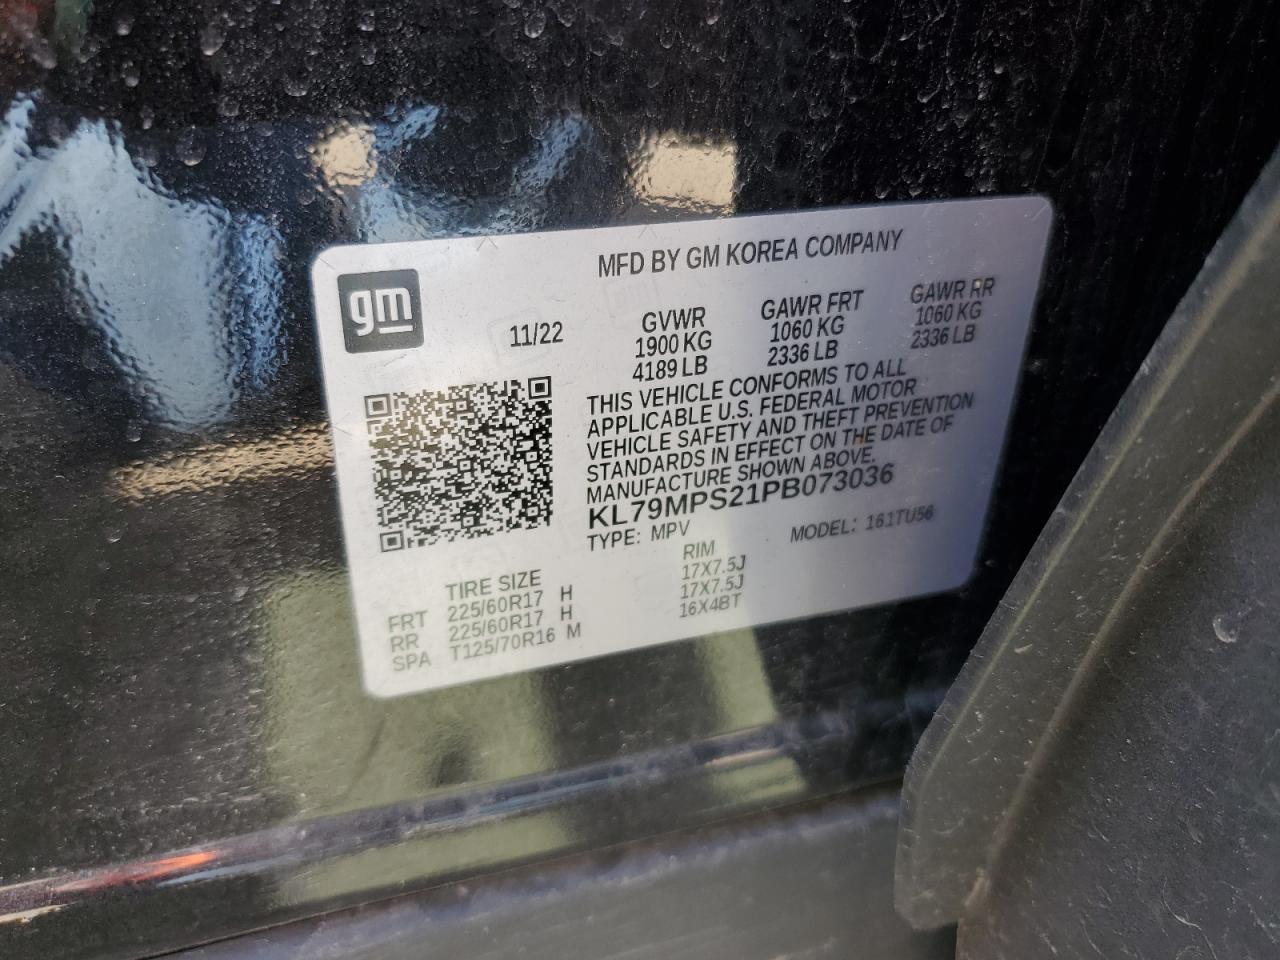 gm
MFD BY GM KOREA COMPANY
11/22
GVWR GAWR FRT GAWR RR
1900 KG 1060 KG 1060 KG
4189 LB 2336 LB 2336 LB
THIS VEHICLE CONFORMS TO ALL
APPLICABLE U.S. FEDERAL MOTOR
VEHICLE SAFETY AND THEFT PREVENTION
STANDARDS IN EFFECT ON THE DATE OF
MANUFACTURE SHOWN ABOVE.
KL79MPS21PB073036
TYPE: MPV MODEL: 161TU56
TIRE SIZE RIM
FRT 225/60R17 H 17X7.5J
RR 225/60R17 H 17X7.5J
SPA T125/70R16 M 16X4BT